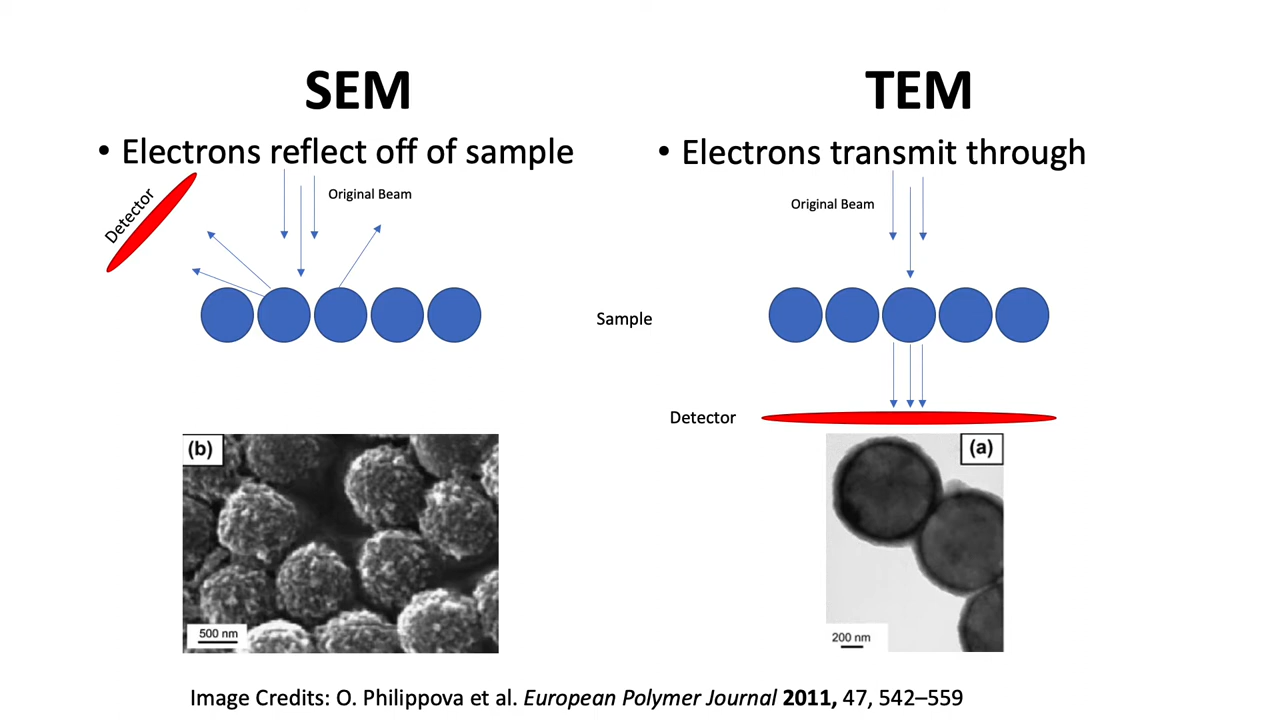 SEM
• Electrons reflect off of sample
Detector
Original Beam
(b)
500 nm
TEM
• Electrons transmit through
Original Beam
Sample
Detector
(a)
200 nm
Image Credits: O. Philippova et al. European Polymer Journal 2011, 47, 542–559